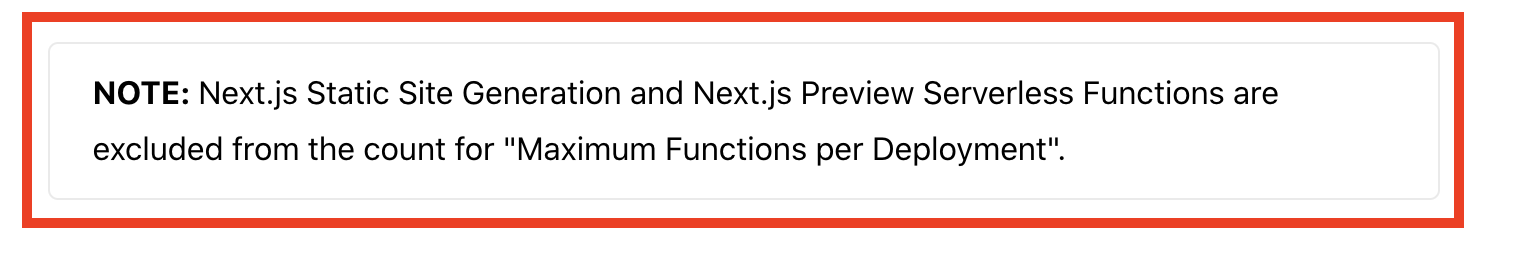 NOTE: Next.js Static Site Generation and Next.js Preview Serverless Functions are
excluded from the count for "Maximum Functions per Deployment".